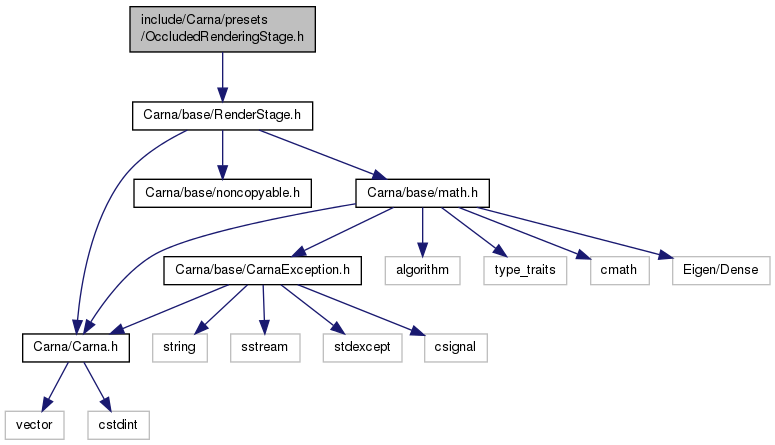 include/Carna/presets
/OccludedRenderingStage.h
Carna/base/RenderStage.h
Carna/base/noncopyable.h
Carna/base/math.h
Carna/base/CarnaException.h
algorithm
type_traits
cmath
Eigen/Dense
Carna/Carna.h
string
sstream
stdexcept
csignal
vector
cstdint